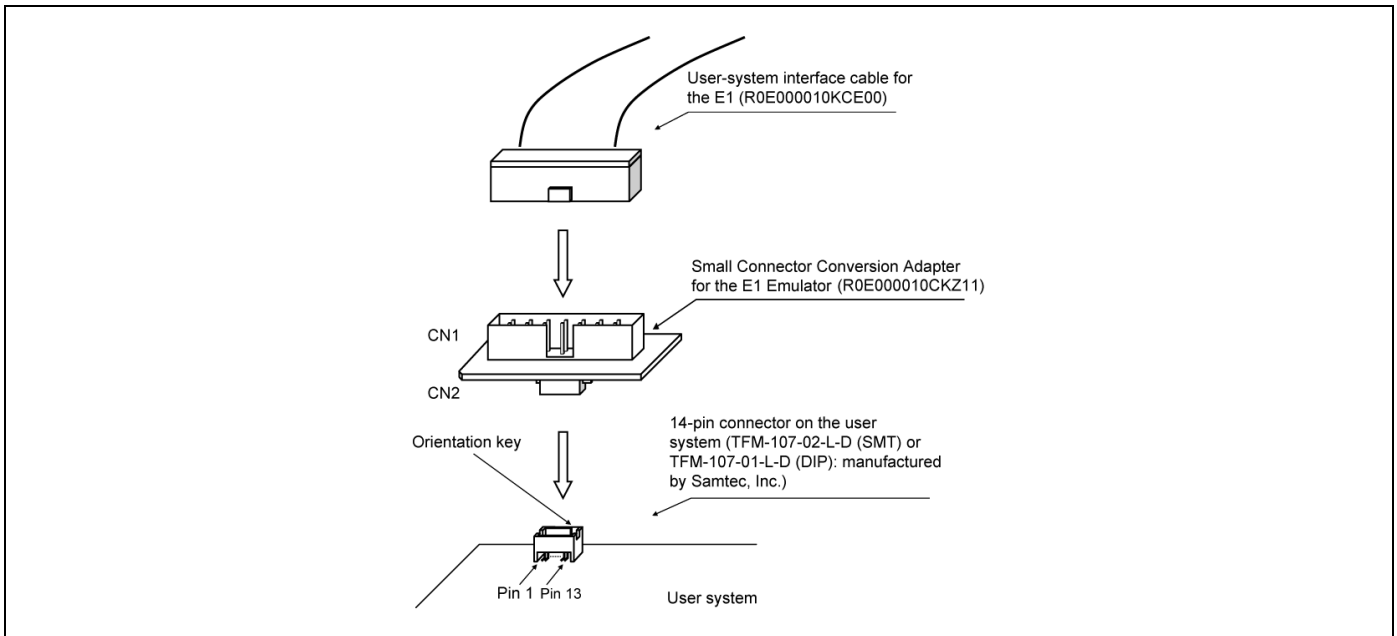 User-system interface cable for
the E1 (R0E000010KCE00)
Small Connector Conversion Adapter
for the E1 Emulator (R0E000010CKZ11)
CN1
CN2
14-pin connector on the user
system (TFM-107-02-L-D (SMT) or
TFM-107-01-L-D (DIP): manufactured
by Samtec, Inc.)
Orientation key
Pin 1 Pin 13
User system